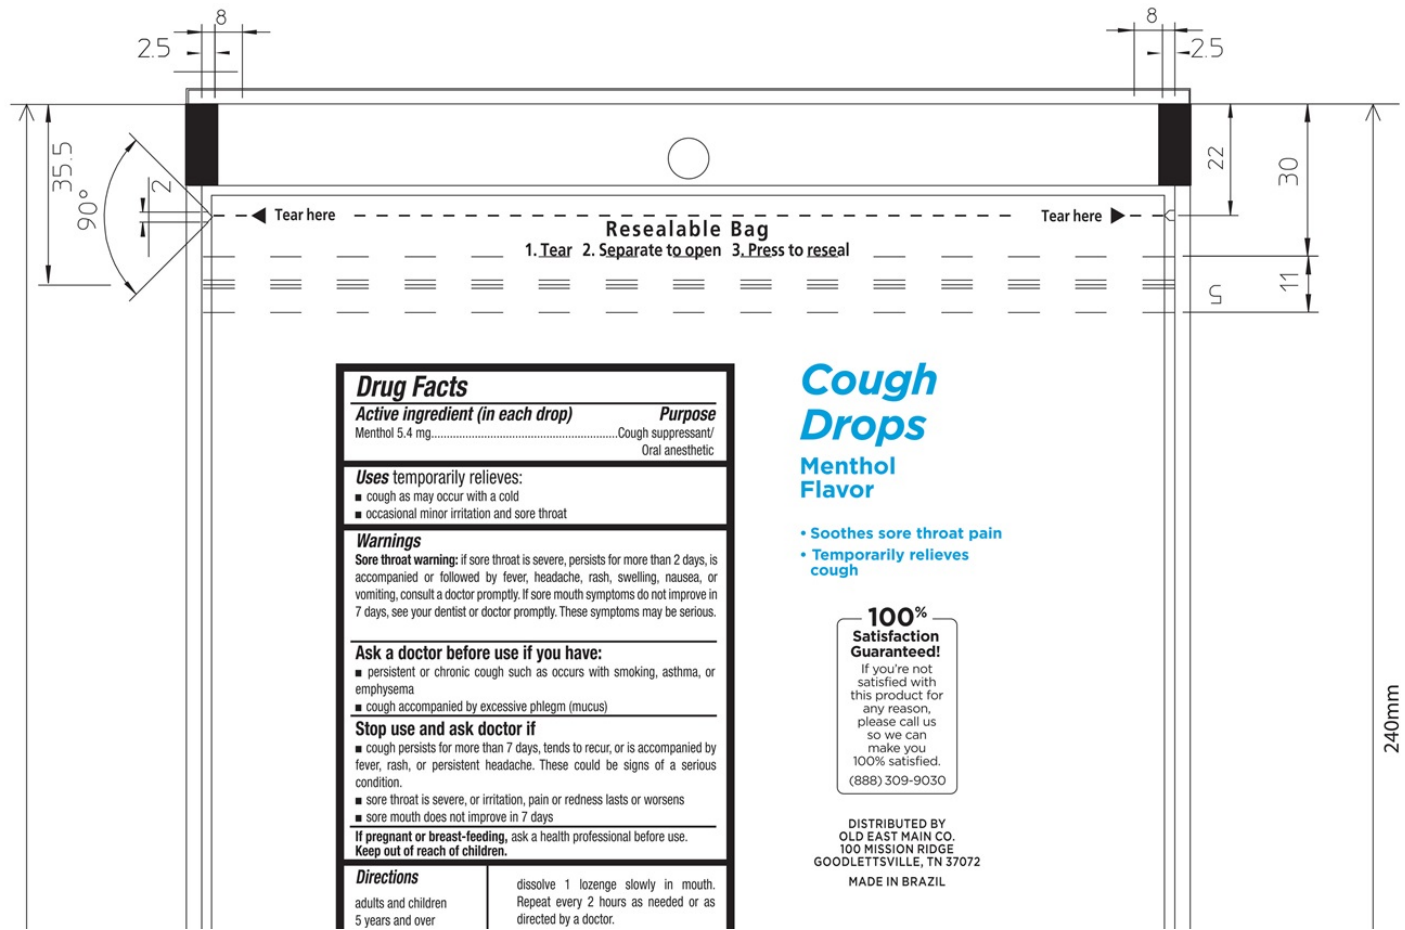 8
8
2.5
2.5
35.5
90°
2
22
30
Tear here
Tear here
Resealable Bag
1. Tear 2. Separate to open 3. Press to reseal
5
11
Drug Facts
Active ingredient (in each drop) Purpose
Menthol 5.4 mg.............................................................Cough suppressant/
Oral anesthetic
Uses temporarily relieves:
■ cough as may occur with a cold
■ occasional minor irritation and sore throat
Warnings
Sore throat warning: if sore throat is severe, persists for more than 2 days, is
accompanied or followed by fever, headache, rash, swelling, nausea, or
vomiting, consult a doctor promptly. If sore mouth symptoms do not improve in
7 days, see your dentist or doctor promptly. These symptoms may be serious.
Ask a doctor before use if you have:
■ persistent or chronic cough such as occurs with smoking, asthma, or
emphysema
■ cough accompanied by excessive phlegm (mucus)
Stop use and ask doctor if
■ cough persists for more than 7 days, tends to recur, or is accompanied by
fever, rash, or persistent headache. These could be signs of a serious
condition.
■ sore throat is severe, or irritation, pain or redness lasts or worsens
■ sore mouth does not improve in 7 days
If pregnant or breast-feeding, ask a health professional before use.
Keep out of reach of children.
Directions
adults and children
5 years and over
dissolve 1 lozenge slowly in mouth.
Repeat every 2 hours as needed or as
directed by a doctor.
Cough
Drops
Menthol
Flavor
• Soothes sore throat pain
• Temporarily relieves
cough
100%
Satisfaction
Guaranteed!
If you're not
satisfied with
this product for
any reason,
please call us
so we can
make you
100% satisfied.
(888) 309-9030
DISTRIBUTED BY
OLD EAST MAIN CO.
100 MISSION RIDGE
GOODLETTSVILLE, TN 37072
MADE IN BRAZIL
240mm